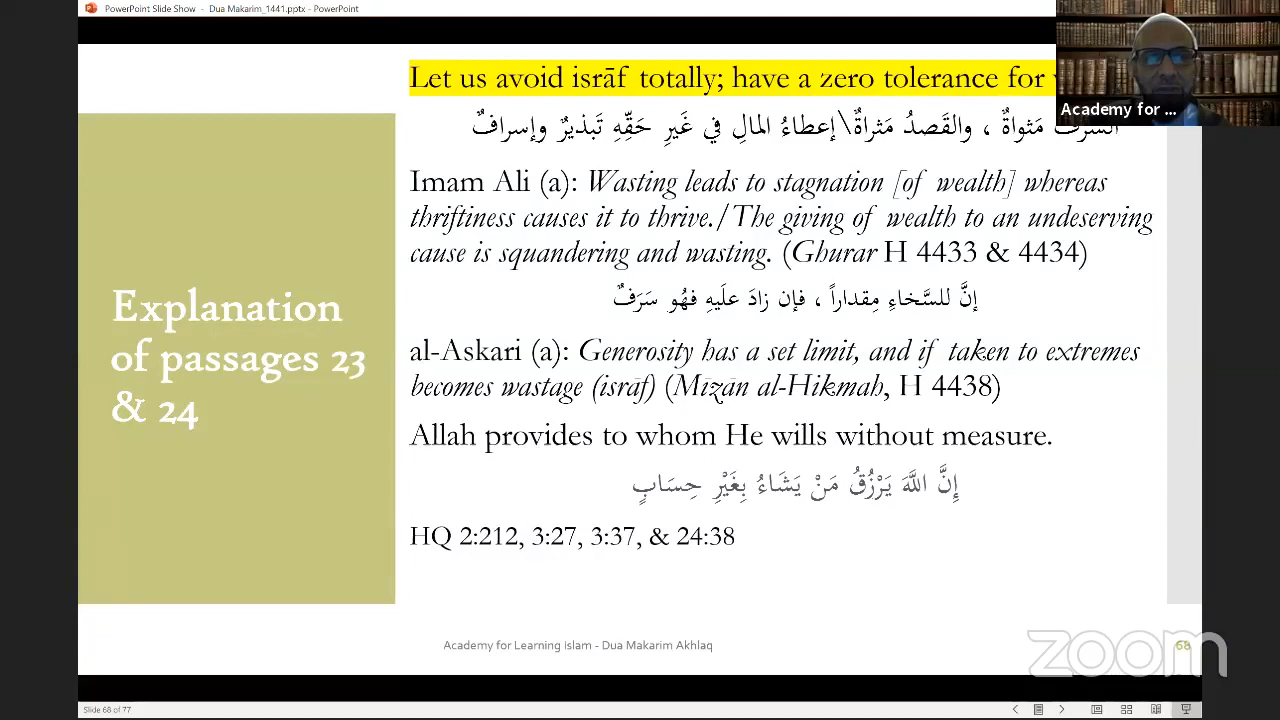 PowerPoint Slide Show - Dua Makarim_1441.pptx - PowerPoint
Let us avoid isrāf totally; have a zero tolerance for
Academy for ...
السَّرَفُ مَثواةٌ ، والقَصدُ مَثراةٌ\إعطاءُ المالِ في غَيرِ حَقِّهِ تَبذيرٌ وإسرافٌ
Imam Ali (a): Wasting leads to stagnation [of wealth] whereas
thriftiness causes it to thrive./The giving of wealth to an undeserving
cause is squandering and wasting. (Ghurar H 4433 & 4434)
إنَّ للسَّخاءِ مِقداراً ، فإن زادَ علَيهِ فهُو سَرَفٌ
al-Askari (a): Generosity has a set limit, and if taken to extremes
becomes wastage (isrāf) (Mīzān al-Hikmah, H 4438)
Allah provides to whom He wills without measure.
إِنَّ اللَّهَ يَرْزُقُ مَنْ يَشَاءُ بِغَيْرِ حِسَابٍ
HQ 2:212, 3:27, 3:37, & 24:38
Explanation
of passages 23
& 24
Academy for Learning Islam - Dua Makarim Akhlaq
68
zoom
Slide 68 of 77